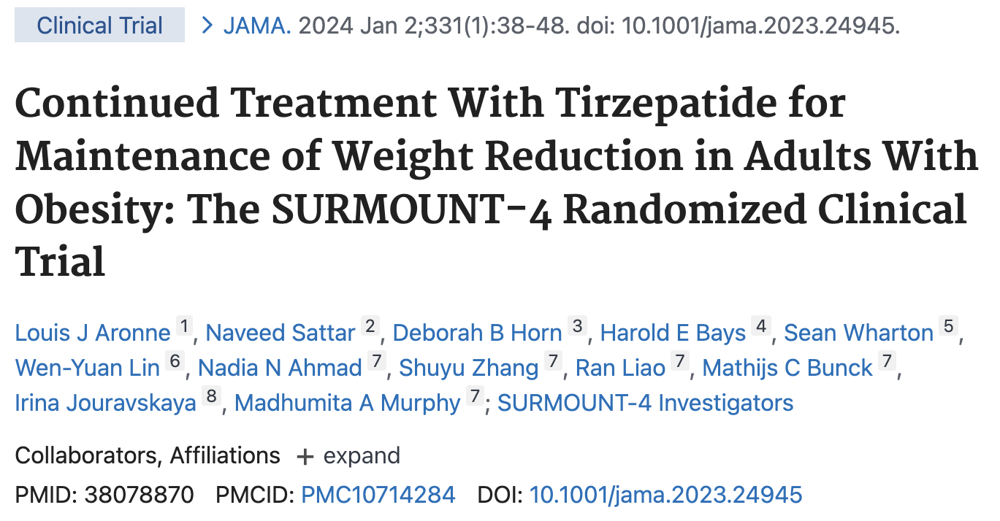 Clinical Trial > JAMA. 2024 Jan 2;331(1):38-48. doi: 10.1001/jama.2023.24945.
Continued Treatment With Tirzepatide for
Maintenance of Weight Reduction in Adults With
Obesity: The SURMOUNT-4 Randomized Clinical
Trial
Louis J Aronne 1, Naveed Sattar 2, Deborah B Horn 3, Harold E Bays 4, Sean Wharton 5,
Wen-Yuan Lin 6, Nadia N Ahmad 7, Shuyu Zhang 7, Ran Liao 7, Mathijs C Bunck 7,
Irina Jouravskaya 8, Madhumita A Murphy 7; SURMOUNT-4 Investigators
Collaborators, Affiliations + expand
PMID: 38078870 PMCID: PMC10714284 DOI: 10.1001/jama.2023.24945